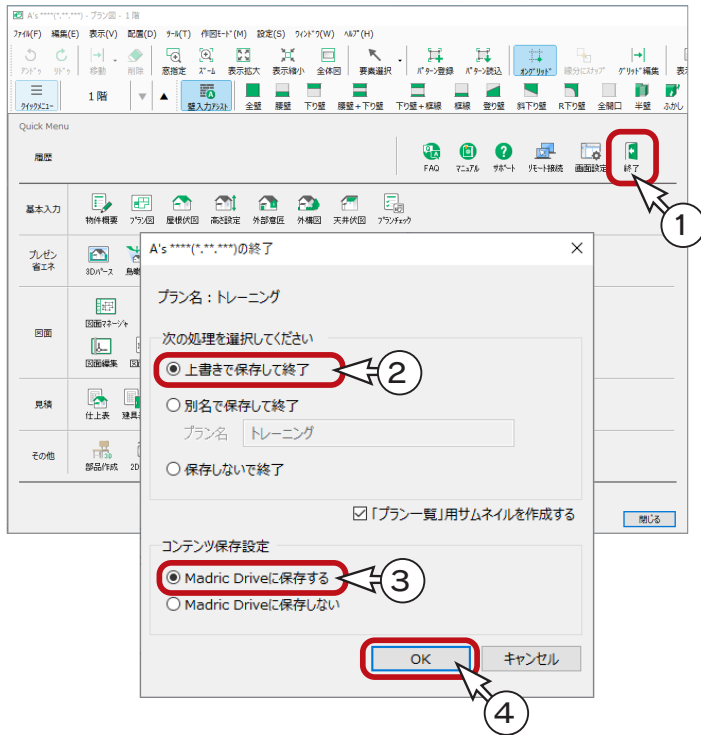 A's ****(*.**.***) - プラン図 - 1 階
ファイル(F) 編集(E) 表示(V) 配置(D) ツール(T) 作図モード(M) 設定(S) ウィンドウ(W) ヘルプ(H)
アンドゥ リドゥ 移動 削除 窓指定 ズーム 表示拡大 表示縮小 全体図 要素選択 パターン登録 パターン読込 オングリッド 線分にスナップ グリッド編集
クイックメニュー 1 階 ▼ ▲ 壁入力アシスト 全壁 腰壁 下り壁 腰壁+下り壁 下り壁+框線 框線 登り壁 斜下り壁 R下り壁 全開口 半壁 ふかし
Quick Menu
履歴 FAQ マニュアル サポート リモート接続 画面設定 終了
1
基本入力 物件概要 プラン図 屋根伏図 高さ設定 外部意匠 外構図 天井伏図 プランチェック
プレゼン
省エネ
3Dパース
図面
図面マネージャ
図面編集
見積
仕上表
その他
部品作成
閉じる
A's ****(*.**.***)の終了
プラン名:トレーニング
次の処理を選択してください
上書きで保存して終了 2
別名で保存して終了
プラン名 トレーニング
保存しないで終了
「プラン一覧」用サムネイルを作成する
コンテンツ保存設定
Madric Driveに保存する 3
Madric Driveに保存しない
OK キャンセル
4